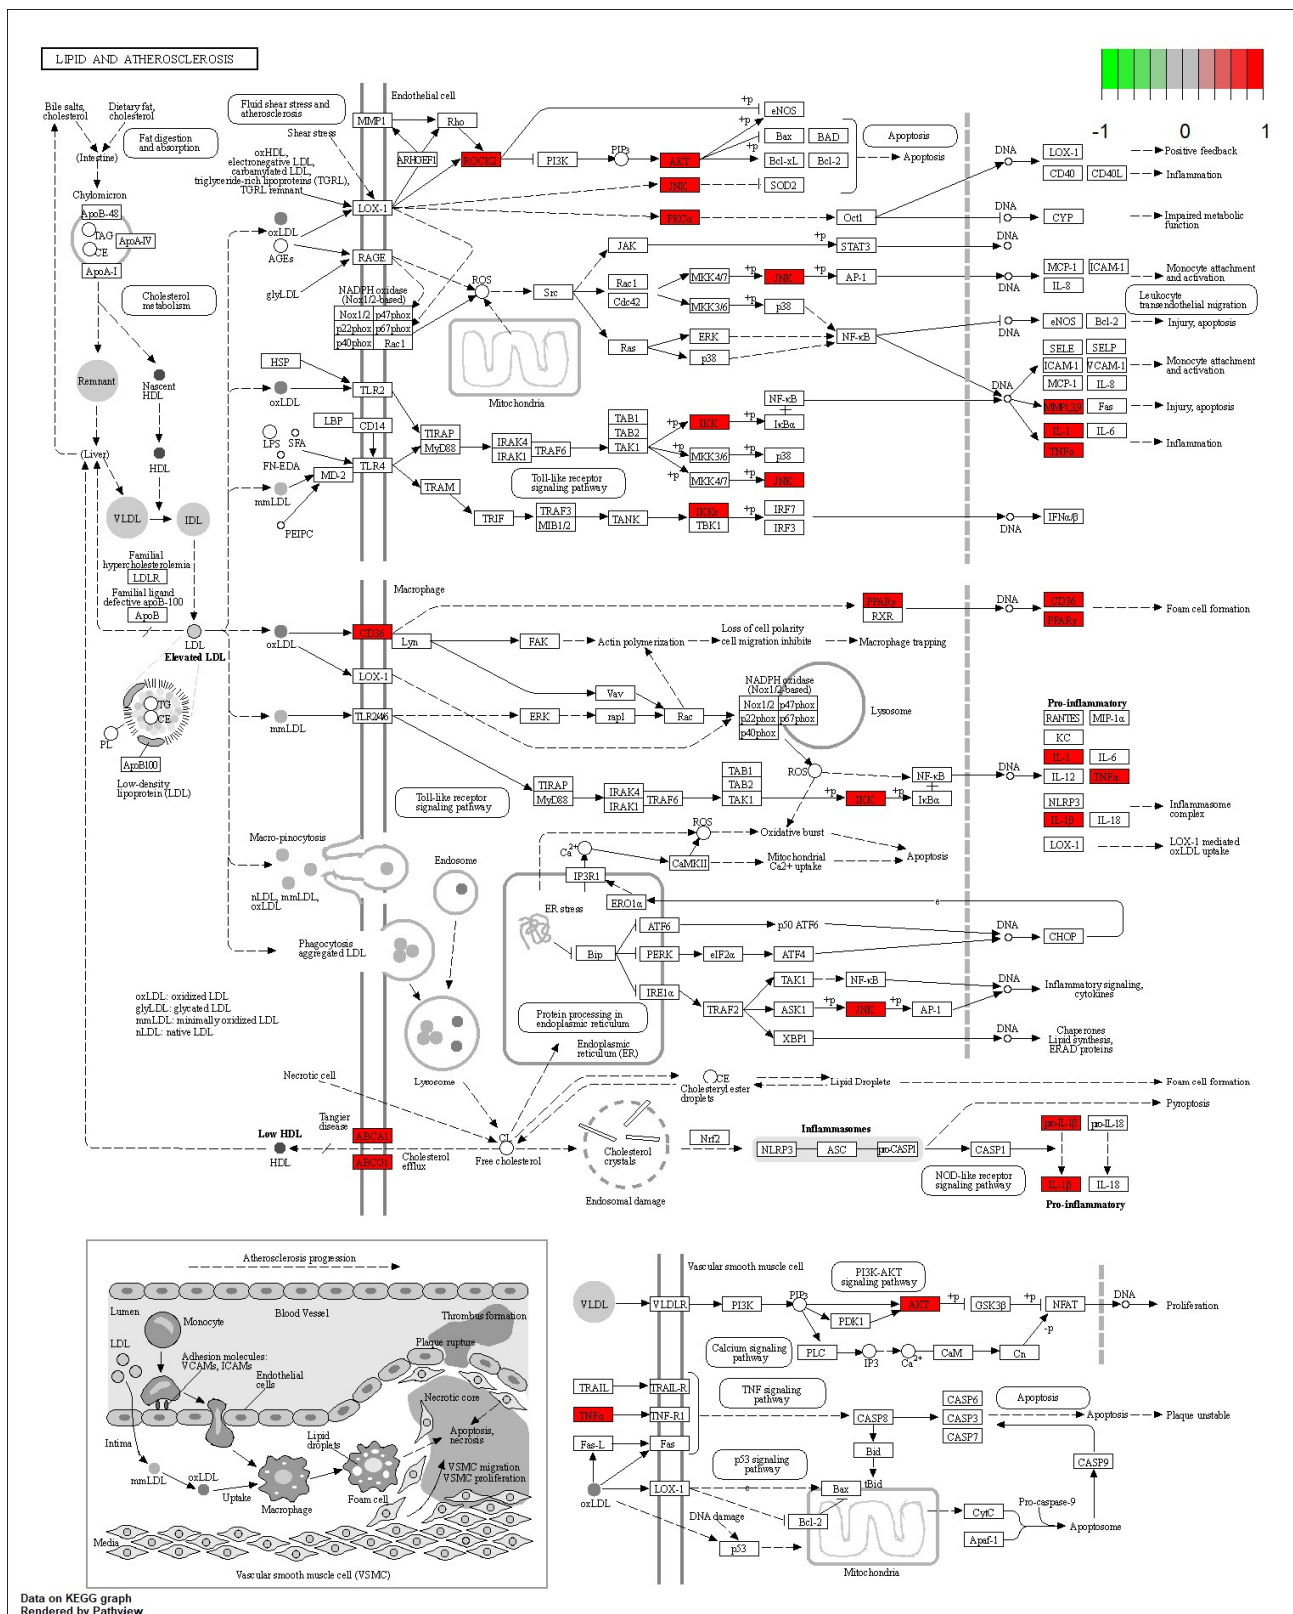 LIPID AND ATHEROSCLEROSIS
-1 0 1
Bile salts,
cholesterol
Dietary fat,
cholesterol
Fat digestion
and absorption
(Intestine)
Chylomicron
ApoB-48
TAG
CE
ApoA-IV
ApoA-I
Cholesterol
metabolism
Remnant
Nascent
HDL
(Liver)
HDL
VLDL
IDL
Familial
hypercholesterolemia
LDLR
Familial ligand
defective apoB-100
ApoB
LDL
Elevated LDL
TG
CE
PL
ApoB100
Low-density
lipoprotein (LDL)
Fluid shear stress and
atherosclerosis
Shear stress
oxHDL,
electronegative LDL,
carbamylated LDL,
triglyceride-rich lipoproteins (TGRL),
TGRL remnant
oxLDL
AGEs
glyLDL
Endothelial cell
MMP1
Rho
ARHGEF1
ROCK2
PI3K
PIP3
AKT
+p
eNOS
+p
Bax
BAD
+p
Bcl-xL
Bcl-2
Apoptosis
Apoptosis
JNK
SOD2
LOX-1
PKCα
Oct1
RAGE
NADPH oxidase
(Nox1/2-based)
Nox1/2
p47phox
p22phox
p67phox
p40phox
Rac1
ROS
Mitochondria
Src
JAK
+p
STAT3
DNA
Rac1
Cdc42
MKK4/7
+p
JNK
+p
AP-1
MKK3/6
+p
p38
Ras
ERK
p38
NF-κB
DNA
LOX-1
Positive feedback
CD40
CD40L
Inflammation
DNA
CYP
Impaired metabolic
function
DNA
MCP-1
ICAM-1
IL-8
Monocyte attachment
and activation
Leukocyte
transendothelial migration
DNA
eNOS
Bcl-2
Injury, apoptosis
SELE
SELP
ICAM-1
VCAM-1
MCP-1
IL-8
Monocyte attachment
and activation
DNA
MMP1,3,9
Fas
Injury, apoptosis
IL-1
IL-6
TNFα
Inflammation
HSP
oxLDL
TLR2
LBP
CD14
LPS
SFA
FN-EDA
MD-2
TLR4
mmLDL
PEIPC
TIRAP
MyD88
IRAK4
IRAK1
TRAF6
TAB1
TAB2
TAK1
+p
IKK
+p
IκBα
NF-κB
+p
MKK3/6
+p
p38
+p
MKK4/7
+p
JNK
TRAM
Toll-like receptor
signaling pathway
TRIF
TRAF3
MIB1/2
TANK
IKKε
TBK1
+p
IRF7
IRF3
DNA
IFNα/β
Macrophage
oxLDL
CD36
Lyn
PPARγ
RXR
DNA
CD36
PPARγ
Foam cell formation
FAK
Actin polymerization
Loss of cell polarity
cell migration inhibite
Macrophage trapping
LOX-1
Vav
mmLDL
TLR2/4/6
ERK
rap1
Rac
NADPH oxidase
(Nox1/2-based)
Nox1/2
p47phox
p22phox
p67phox
p40phox
Lysosome
ROS
Toll-like receptor
signaling pathway
TIRAP
MyD88
IRAK4
IRAK1
TRAF6
TAB1
TAB2
TAK1
+p
IKK
+p
NF-κB
IκBα
DNA
Pro-inflammatory
RANTES
MIP-1α
KC
IL-1
IL-6
IL-12
TNFα
NLRP3
IL-1β
IL-18
Inflammasome
complex
LOX-1
LOX-1 mediated
oxLDL uptake
Macro-pinocytosis
nLDL, mmLDL,
oxLDL
Endosome
Phagocytosis
aggregated LDL
Lysosome
oxLDL: oxidized LDL
glyLDL: glycated LDL
mmLDL: minimally oxidized LDL
nLDL: native LDL
Ca2+
IP3R1
ROS
CaMKII
Oxidative burst
Mitochondrial
Ca2+ uptake
Apoptosis
ERO1α
e
ER stress
Bip
ATF6
p50 ATF6
PERK
eIF2α
ATF4
DNA
CHOP
IRE1α
TRAF2
TAK1
NF-κB
ASK1
+p
JNK
+p
AP-1
DNA
Inflammatory signaling,
cytokines
XBP1
DNA
Chaperones
Lipid synthesis,
ERAD proteins
Protein processing in
endoplasmic reticulum
Endoplasmic
reticulum (ER)
Necrotic cell
CE
Cholesteryl ester
droplets
Lipid Droplets
Foam cell formation
Pyroptosis
Low HDL
HDL
Tangier
disease
ABCA1
ABCG1
Cholesterol
efflux
CL
Free cholesterol
Cholesterol
crystals
Endosomal damage
Nrf2
Inflammasomes
NLRP3
ASC
pro-CASP1
CASP1
NOD-like receptor
signaling pathway
pro-IL-1β
pro-IL-18
IL-1β
IL-18
Pro-inflammatory
Atherosclerosis progression
Lumen
Blood Vessel
Monocyte
LDL
Adhesion molecules:
VCAMs, ICAMs
Endothelial
cells
Thrombus formation
Plaque rupture
Necrotic core
Apoptosis,
necrosis
Intima
mmLDL
oxLDL
Uptake
Macrophage
Lipid
droplets
Foam cell
VSMC migration
VSMC proliferation
Media
Vascular smooth muscle cell (VSMC)
Vascular smooth muscle cell
VLDL
VLDLR
PI3K
PIP3
PDK1
PI3K-AKT
signaling pathway
AKT
+p
GSK3β
+p
NFAT
DNA
Proliferation
-p
Calcium signaling
pathway
PLC
IP3
Ca2+
CaM
Cn
TRAIL
TRAIL-R
TNF signaling
pathway
TNFα
TNF-R1
CASP8
CASP6
CASP3
CASP7
Apoptosis
Apoptosis
Plaque unstable
Fas-L
Fas
Bid
tBid
CASP9
oxLDL
LOX-1
p53 signaling
pathway
e
Bax
Bcl-2
DNA damage
p53
Mitochondria
CytC
Apaf-1
Pro-caspase-9
Apoptosome
Data on KEGG graph
Rendered by Pathview